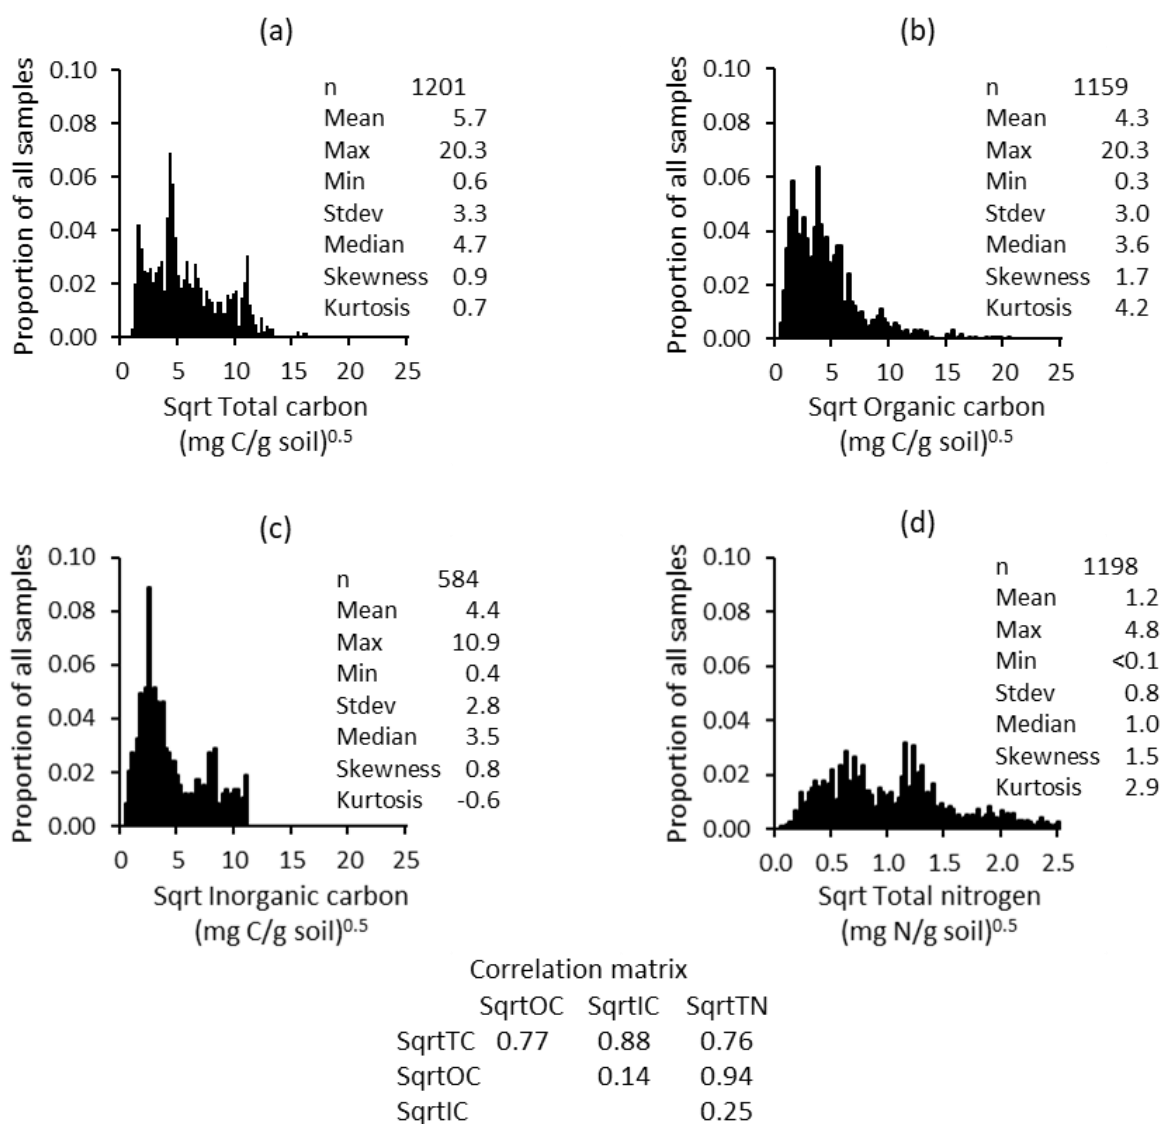 (a)
Proportion of all samples
0.10
0.08
0.06
0.04
0.02
0.00
0 5 10 15 20 25
Sqrt Total carbon
(mg C/g soil)0.5
n 1201
Mean 5.7
Max 20.3
Min 0.6
Stdev 3.3
Median 4.7
Skewness 0.9
Kurtosis 0.7
(b)
Proportion of all samples
0.10
0.08
0.06
0.04
0.02
0.00
0 5 10 15 20 25
Sqrt Organic carbon
(mg C/g soil)0.5
n 1159
Mean 4.3
Max 20.3
Min 0.3
Stdev 3.0
Median 3.6
Skewness 1.7
Kurtosis 4.2
(c)
Proportion of all samples
0.10
0.08
0.06
0.04
0.02
0.00
0 5 10 15 20 25
Sqrt Inorganic carbon
(mg C/g soil)0.5
n 584
Mean 4.4
Max 10.9
Min 0.4
Stdev 2.8
Median 3.5
Skewness 0.8
Kurtosis -0.6
(d)
Proportion of all samples
0.10
0.08
0.06
0.04
0.02
0.00
0.0 0.5 1.0 1.5 2.0 2.5
Sqrt Total nitrogen
(mg N/g soil)0.5
n 1198
Mean 1.2
Max 4.8
Min <0.1
Stdev 0.8
Median 1.0
Skewness 1.5
Kurtosis 2.9
Correlation matrix
SqrtOC SqrtIC SqrtTN
SqrtTC 0.77 0.88 0.76
SqrtOC 0.14 0.94
SqrtIC 0.25